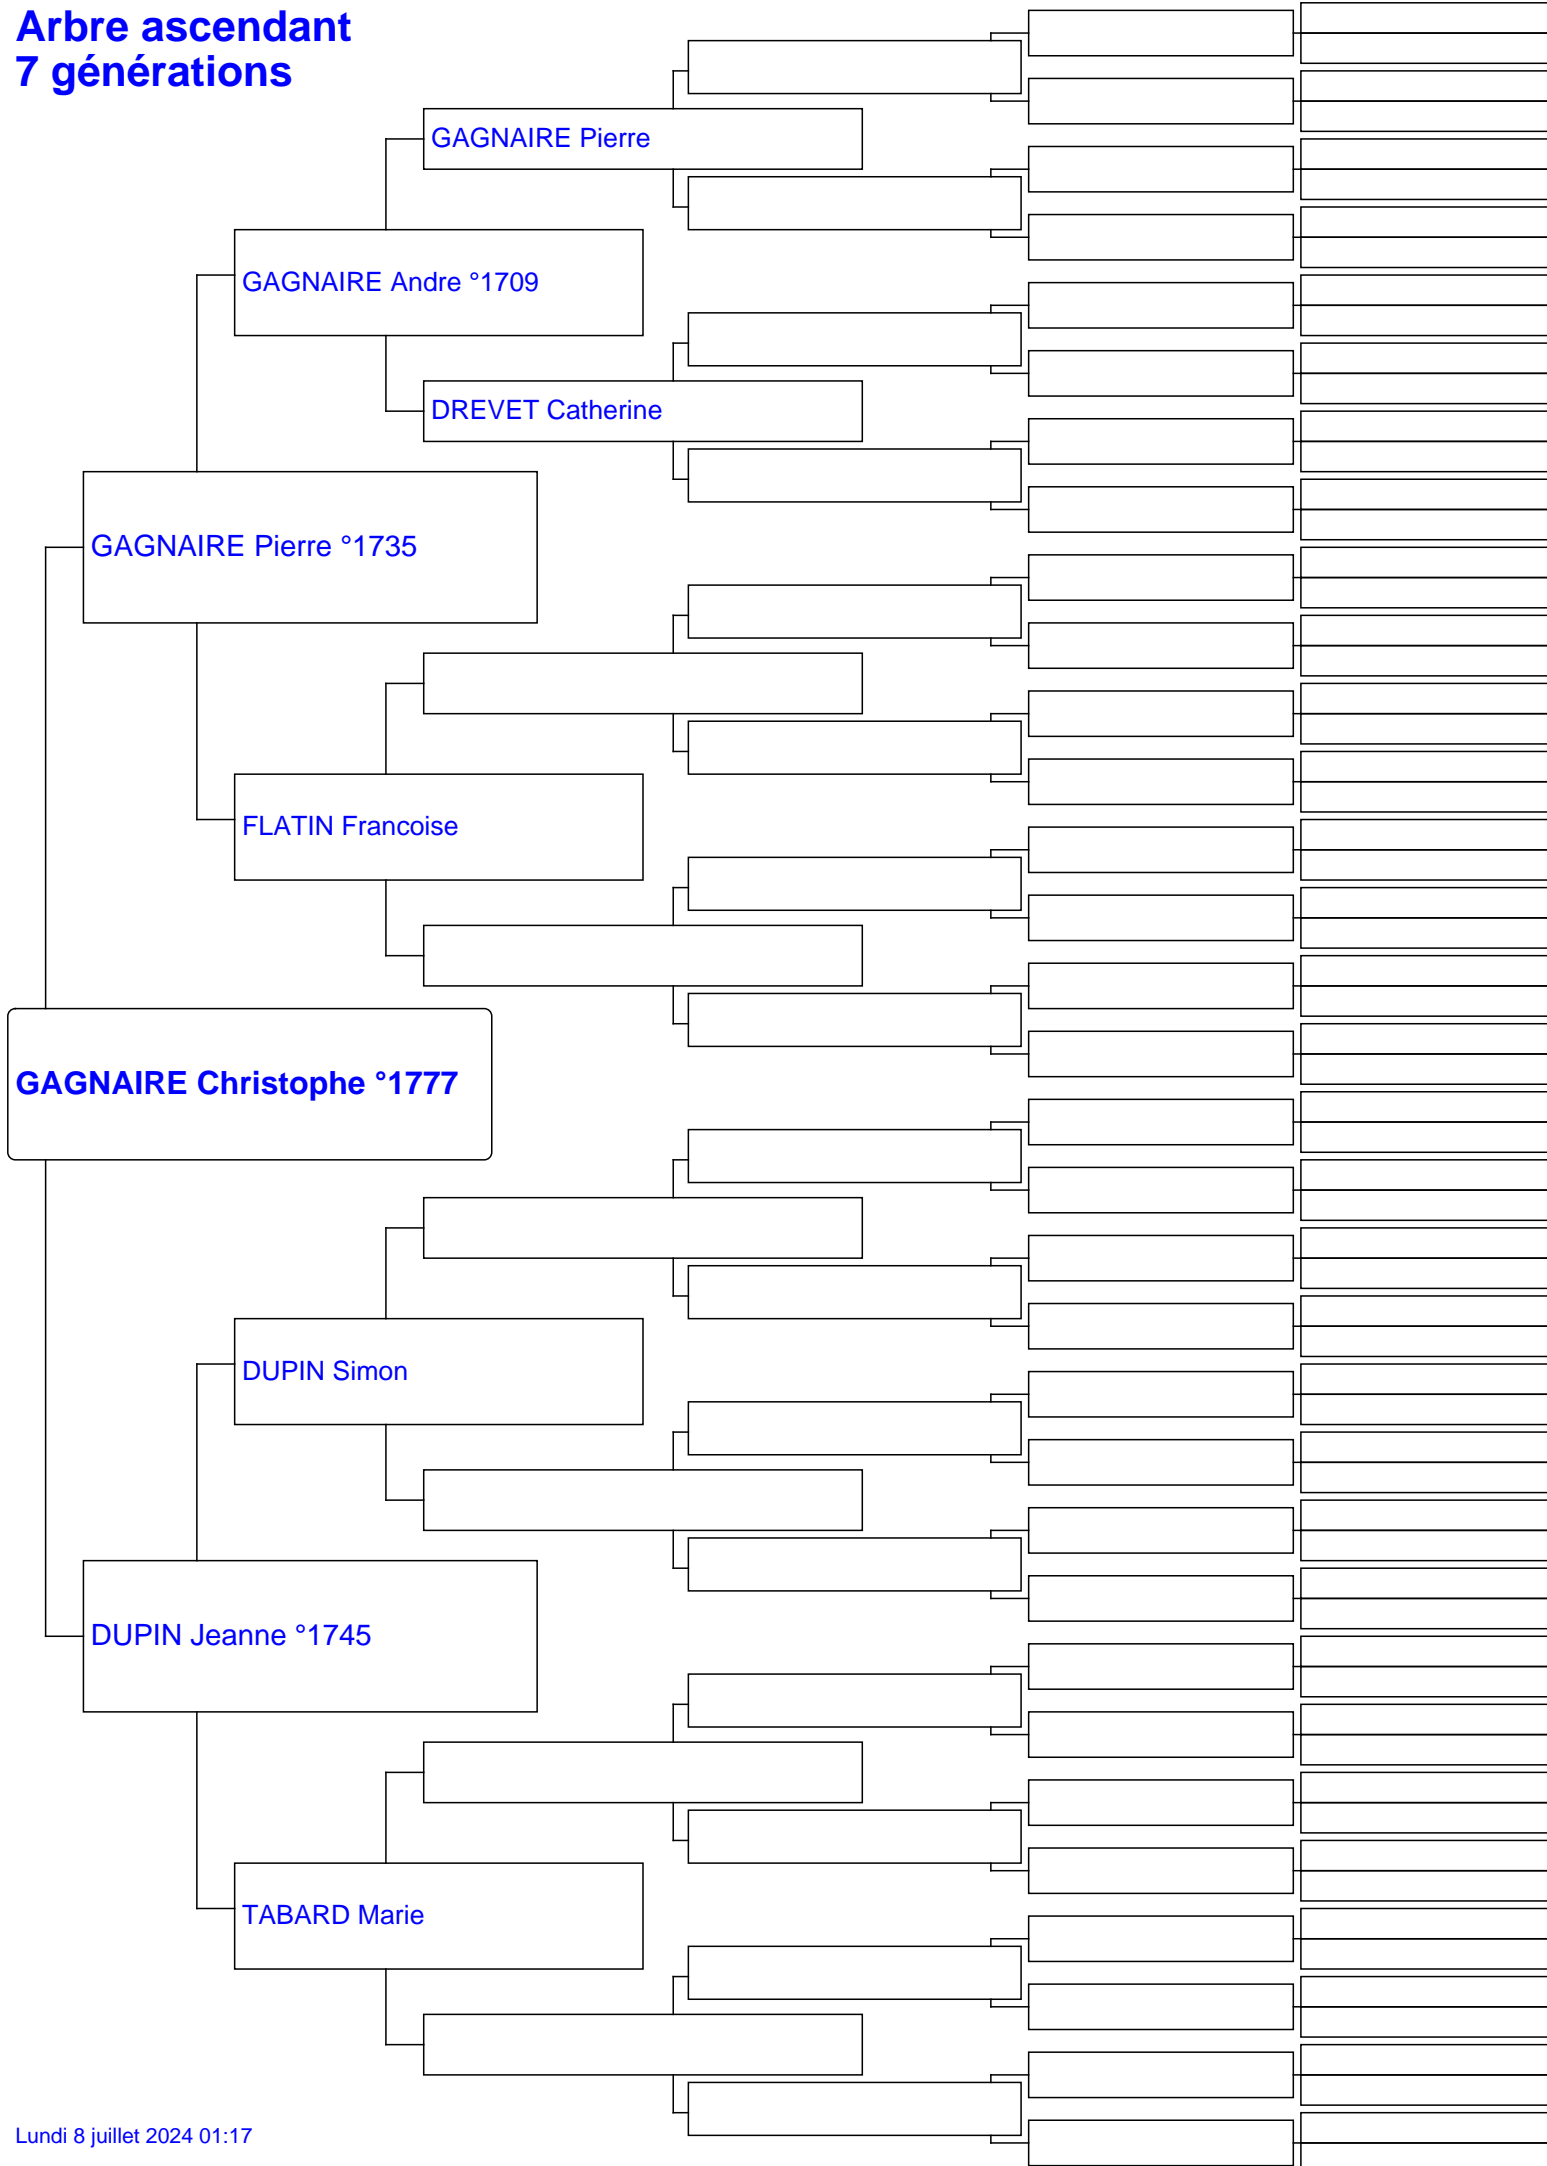 Arbre ascendant
7 générations
GAGNAIRE Pierre
GAGNAIRE Andre °1709
DREVET Catherine
GAGNAIRE Pierre °1735
FLATIN Francoise
GAGNAIRE Christophe °1777
DUPIN Simon
DUPIN Jeanne °1745
TABARD Marie
Lundi 8 juillet 2024 01:17